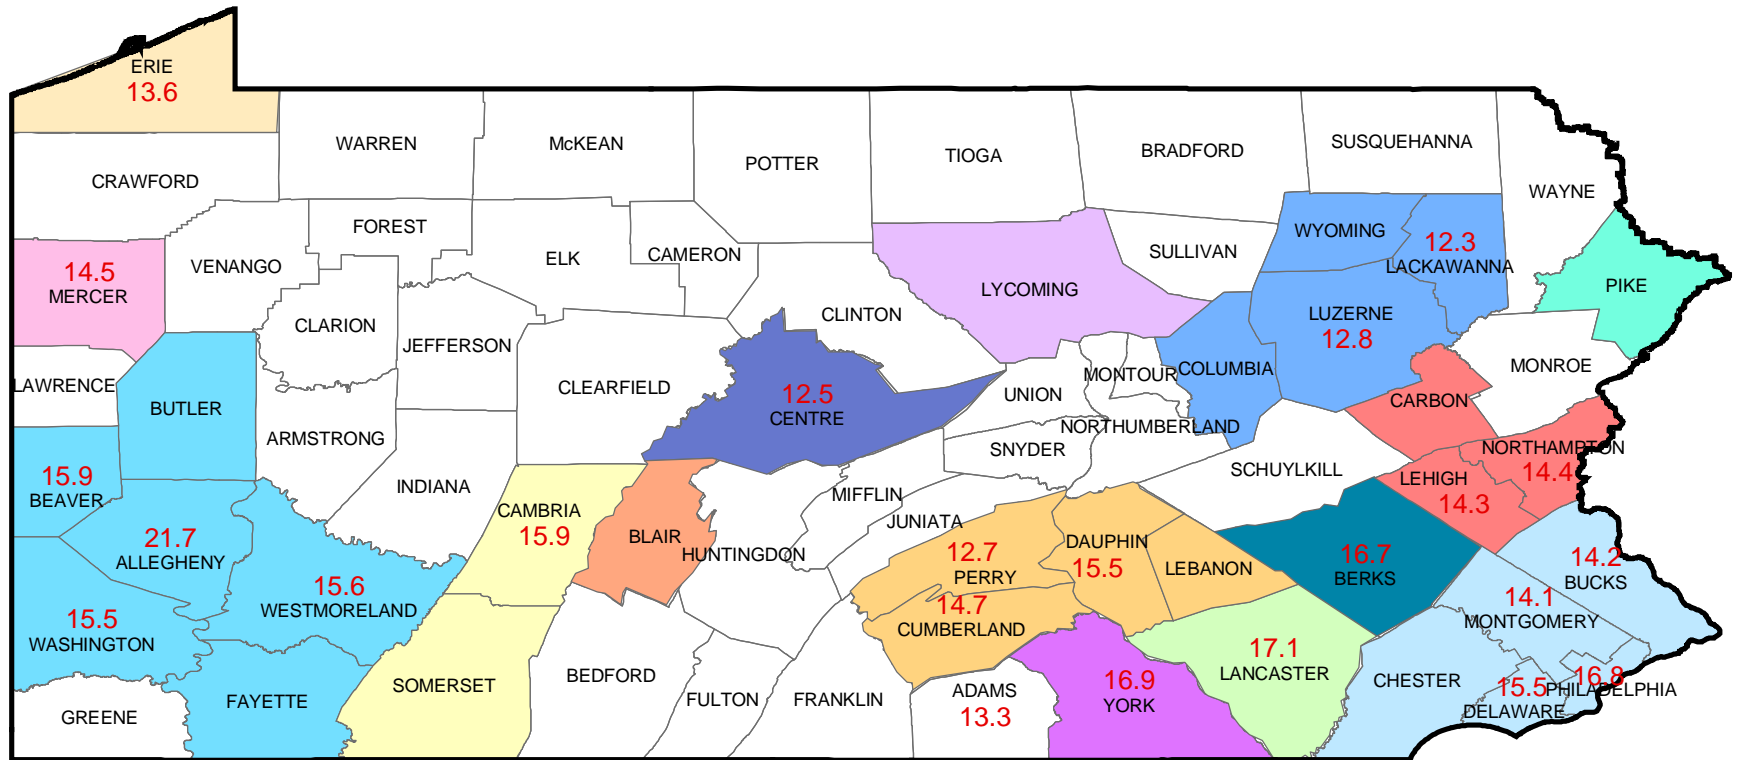 ERIE
13.6
WARREN
McKEAN
POTTER
TIOGA
BRADFORD
SUSQUEHANNA
WAYNE
CRAWFORD
FOREST
VENANGO
ELK
CAMERON
SULLIVAN
WYOMING
12.3
LACKAWANNA
14.5
MERCER
CLARION
JEFFERSON
CLINTON
LYCOMING
LUZERNE
12.8
PIKE
LAWRENCE
BUTLER
CLEARFIELD
12.5
CENTRE
UNION
MONTOUR
COLUMBIA
MONROE
CARBON
ARMSTRONG
NORTHUMBERLAND
SNYDER
NORTHAMPTON
14.4
15.9
BEAVER
INDIANA
CAMBRIA
15.9
MIFFLIN
SCHUYLKILL
LEHIGH
14.3
21.7
ALLEGHENY
BLAIR
HUNTINGDON
JUNIATA
12.7
PERRY
DAUPHIN
15.5
LEBANON
16.7
BERKS
14.2
BUCKS
15.6
WESTMORELAND
14.7
CUMBERLAND
14.1
MONTGOMERY
15.5
WASHINGTON
SOMERSET
BEDFORD
17.1
LANCASTER
CHESTER
16.8
PHILADELPHIA
15.5
DELAWARE
GREENE
FAYETTE
FULTON
FRANKLIN
ADAMS
13.3
16.9
YORK